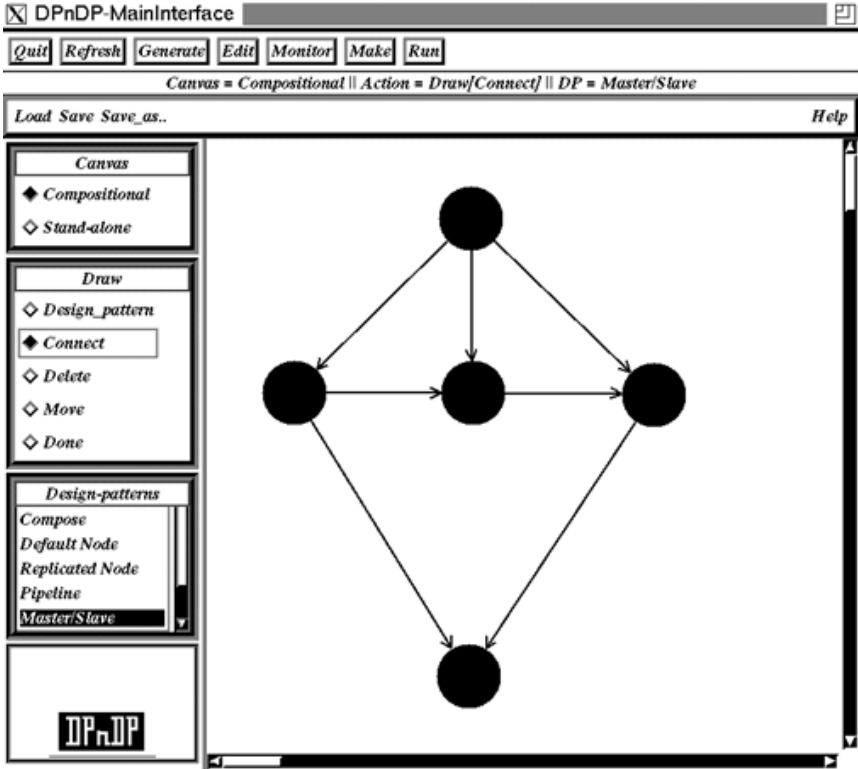 DPnDP-MainInterface
Quit Refresh Generate Edit Monitor Make Run
Canvas = Compositional || Action = Draw[Connect] || DP = Master/Slave
Load Save Save_as.. Help
Canvas
Compositional
Stand-alone
Draw
Design_pattern
Connect
Delete
Move
Done
Design-patterns
Compose
Default Node
Replicated Node
Pipeline
Master/Slave
DPnDP